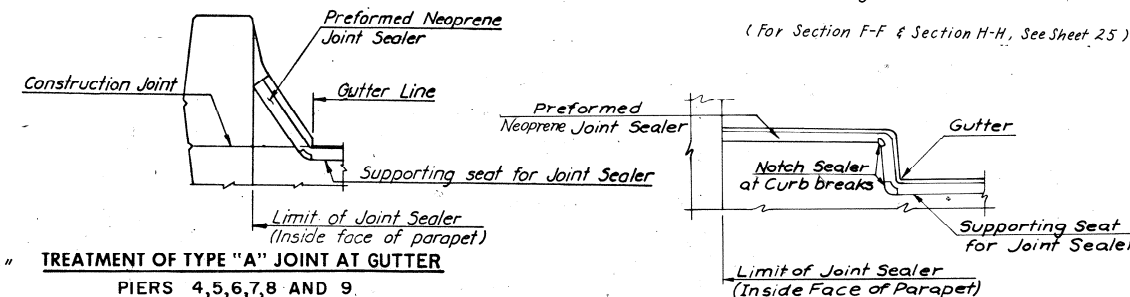 Preformed Neoprene
Joint Sealer
(For Section F-F & Section H-H, See Sheet 25)
Construction Joint
Gutter Line
Preformed
Neoprene Joint Sealer
Gutter
Notch Sealer
at Curb breaks
Supporting seat for Joint Sealer
Limit of Joint Sealer
(Inside face of parapet)
Supporting Seat
for Joint Sealer
" TREATMENT OF TYPE "A" JOINT AT GUTTER
PIERS 4,5,6,7,8 AND 9
Limit of Joint Sealer
(Inside Face of Parapet)